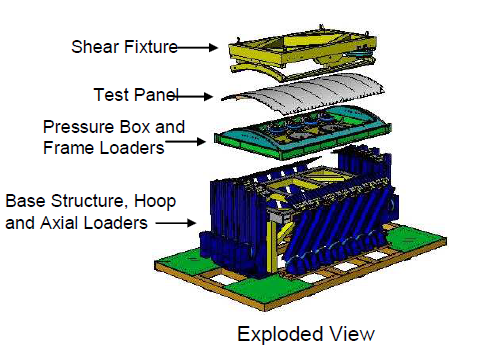 Shear Fixture
Test Panel
Pressure Box and
Frame Loaders
Base Structure, Hoop
and Axial Loaders
Exploded View